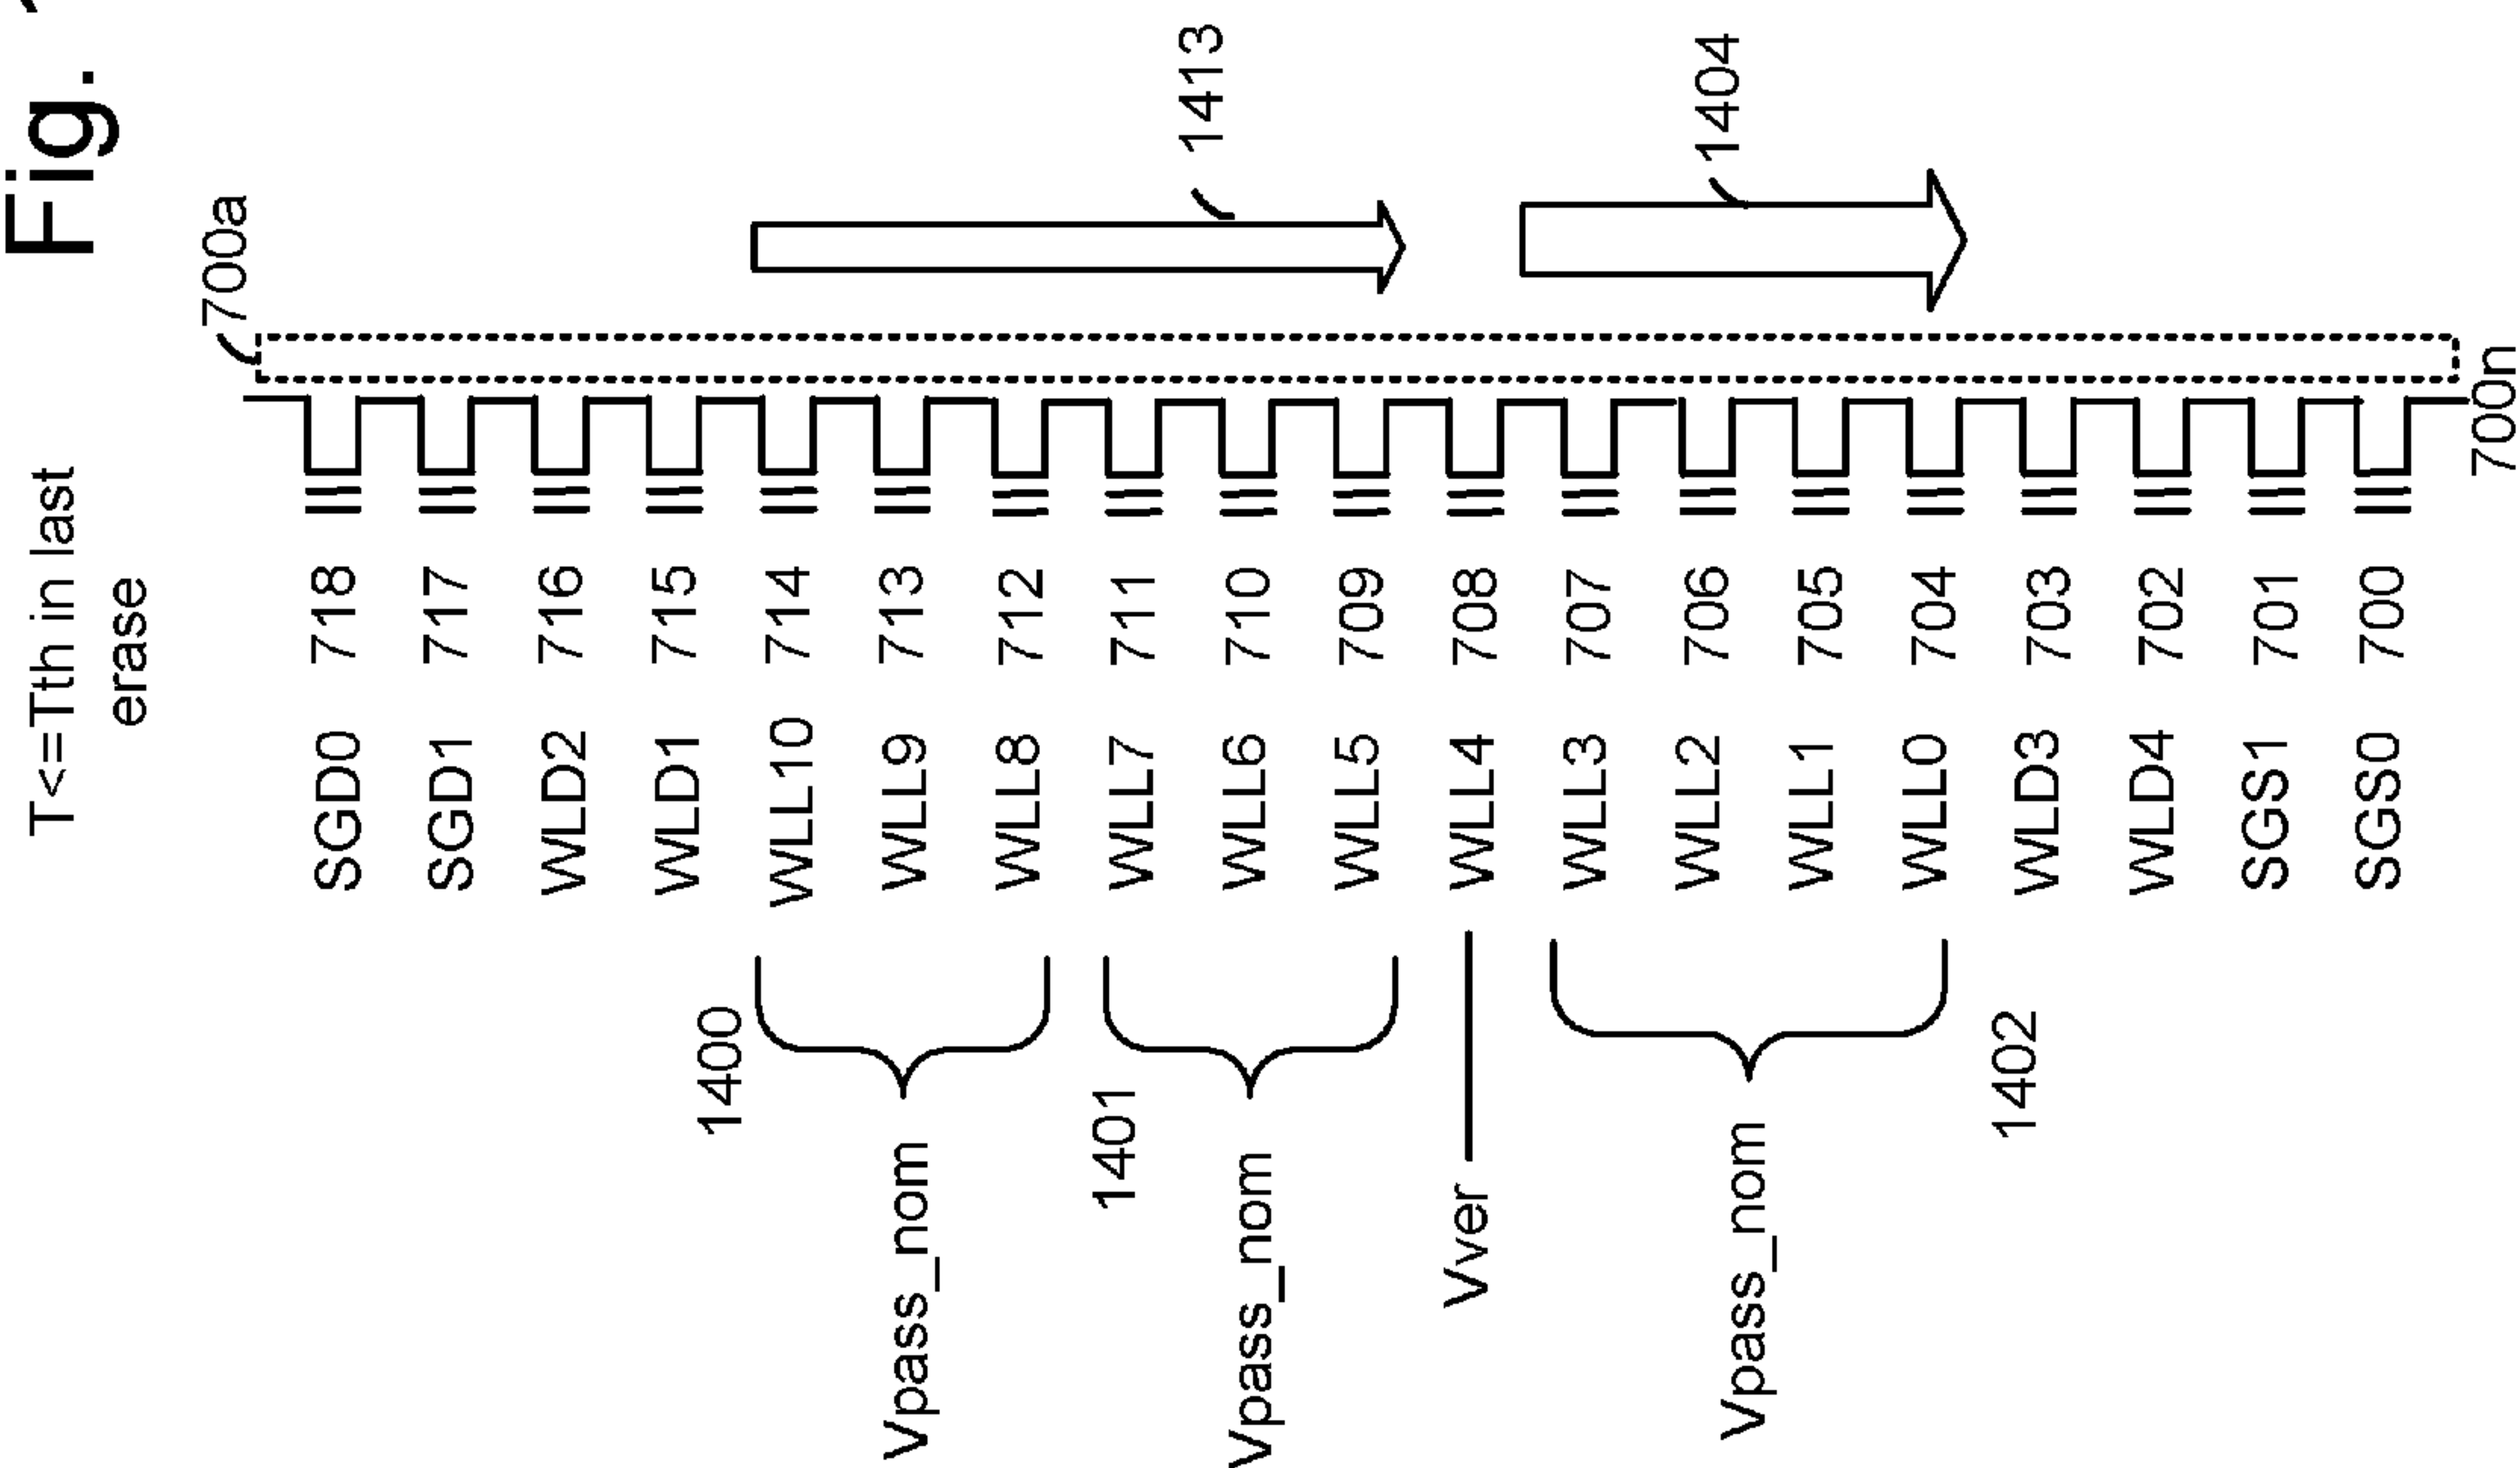 Fig.
T<=Tth in last
erase
700a
SGD0 718
SGD1 717
WLD2 716
WLD1 715
WLL10 714
WLL9 713
WLL8 712
WLL7 711
WLL6 710
WLL5 709
WLL4 708
WLL3 707
WLL2 706
WLL1 705
WLL0 704
WLD3 703
WLD4 702
SGS1 701
SGS0 700
700n
1413
1404
1400
Vpass_nom
1401
Vpass_nom
Vver
Vpass_nom
1402